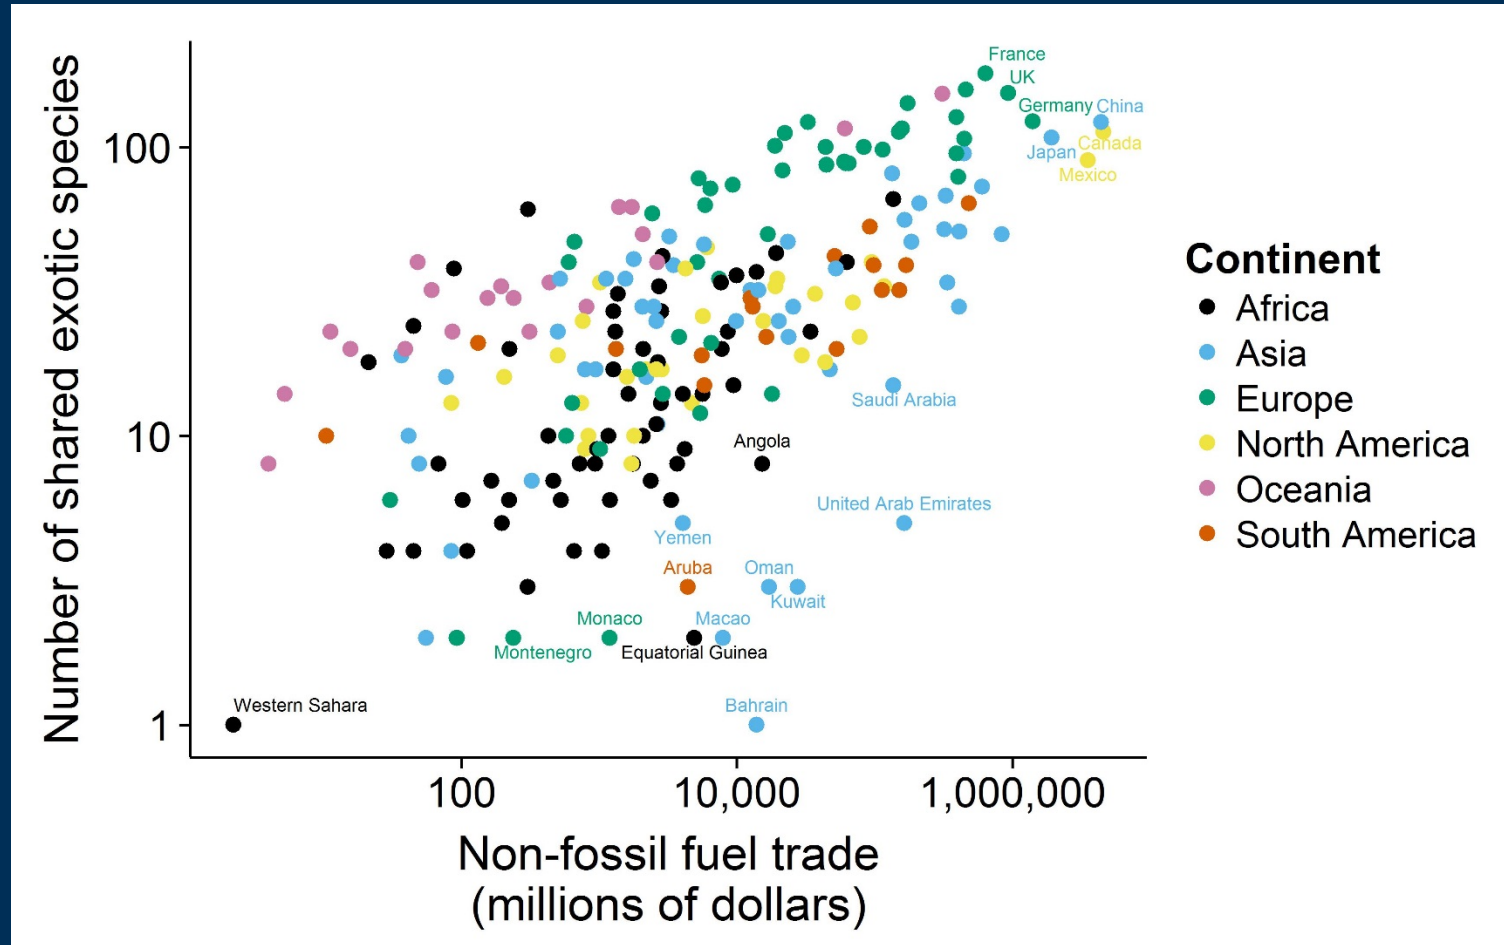 Number of shared exotic species
100
10
1
France
UK
Germany
China
Canada
Japan
Mexico
Saudi Arabia
Angola
United Arab Emirates
Yemen
Aruba
Oman
Kuwait
Monaco
Macao
Montenegro
Equatorial Guinea
Western Sahara
Bahrain
100
10,000
1,000,000
Non-fossil fuel trade
(millions of dollars)
Continent
Africa
Asia
Europe
North America
Oceania
South America